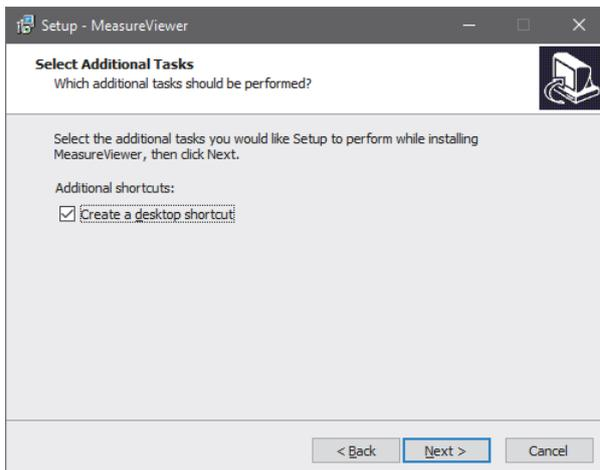 Setup - MeasureViewer
Select Additional Tasks
Which additional tasks should be performed?
Select the additional tasks you would like Setup to perform while installing
MeasureViewer, then click Next.
Additional shortcuts:
Create a desktop shortcut
< Back
Next >
Cancel